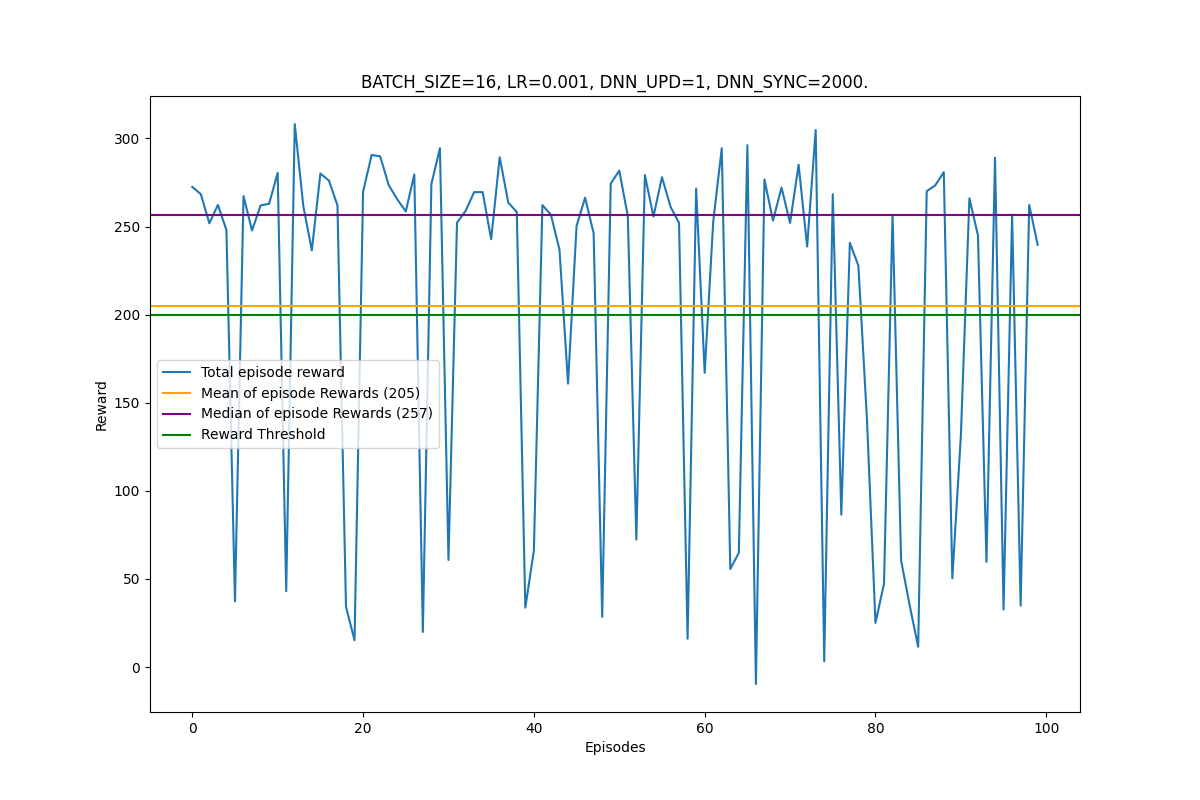 BATCH_SIZE=16, LR=0.001, DNN_UPD=1, DNN_SYNC=2000.
300
250
200
150
100
50
0
Reward
Total episode reward
Mean of episode Rewards (205)
Median of episode Rewards (257)
Reward Threshold
0 20 40 60 80 100
Episodes